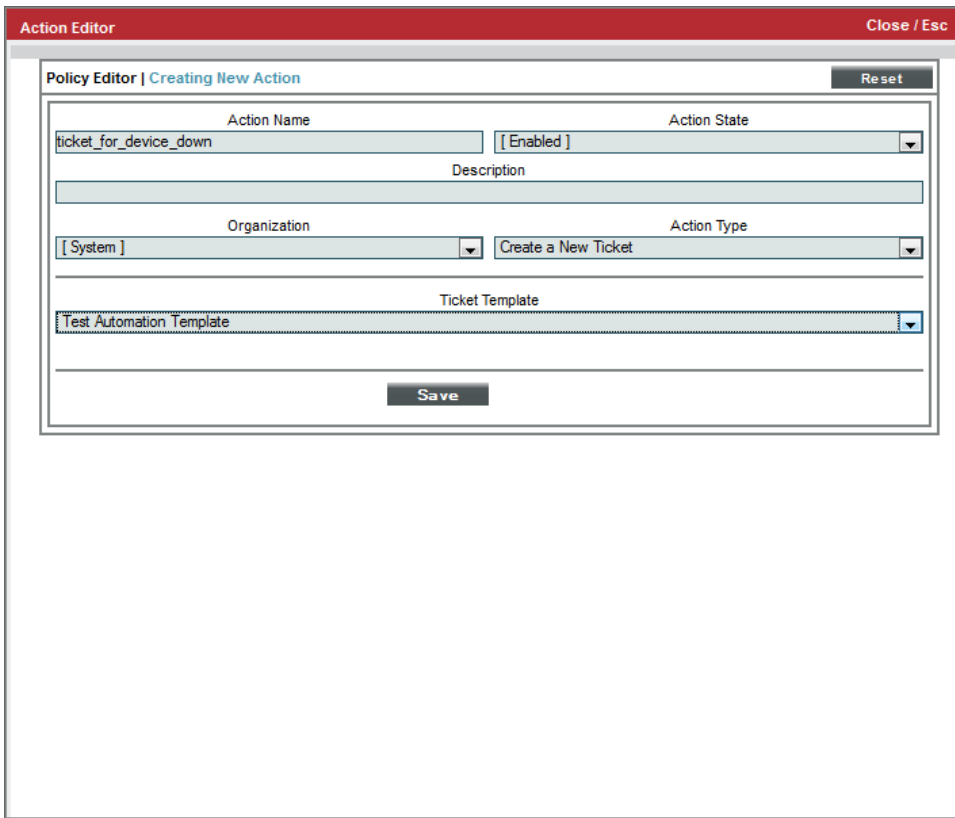 Action Editor Close / Esc
Policy Editor | Creating New Action Reset
Action Name Action State
ticket_for_device_down [ Enabled ]
Description
Organization Action Type
[ System ] Create a New Ticket
Ticket Template
Test Automation Template
Save